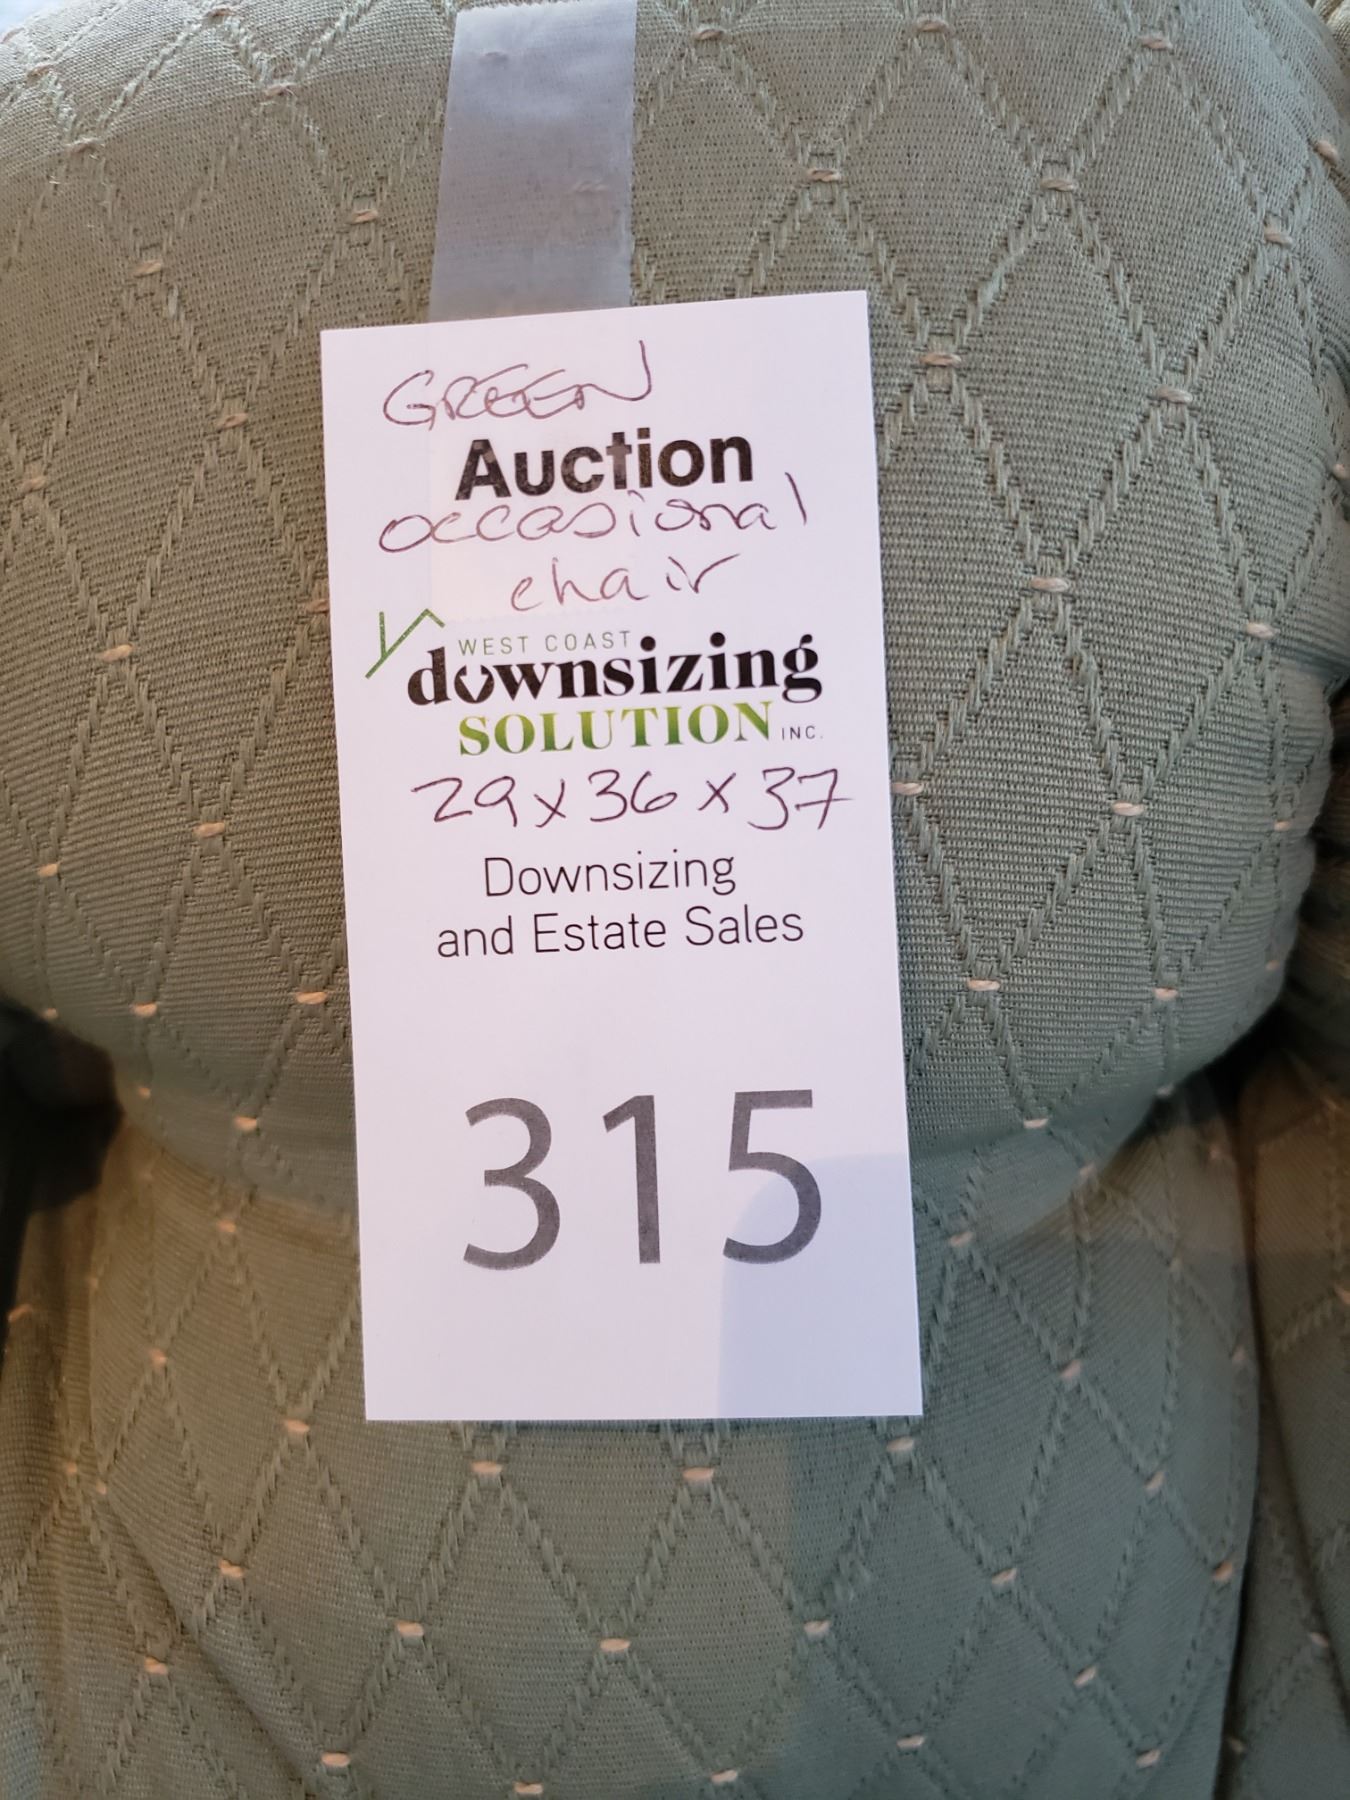 GREEN
Auction
occasional
chair
WEST COAST
downsizing
SOLUTION INC.
29 x 36 x 37
Downsizing
and Estate Sales
315